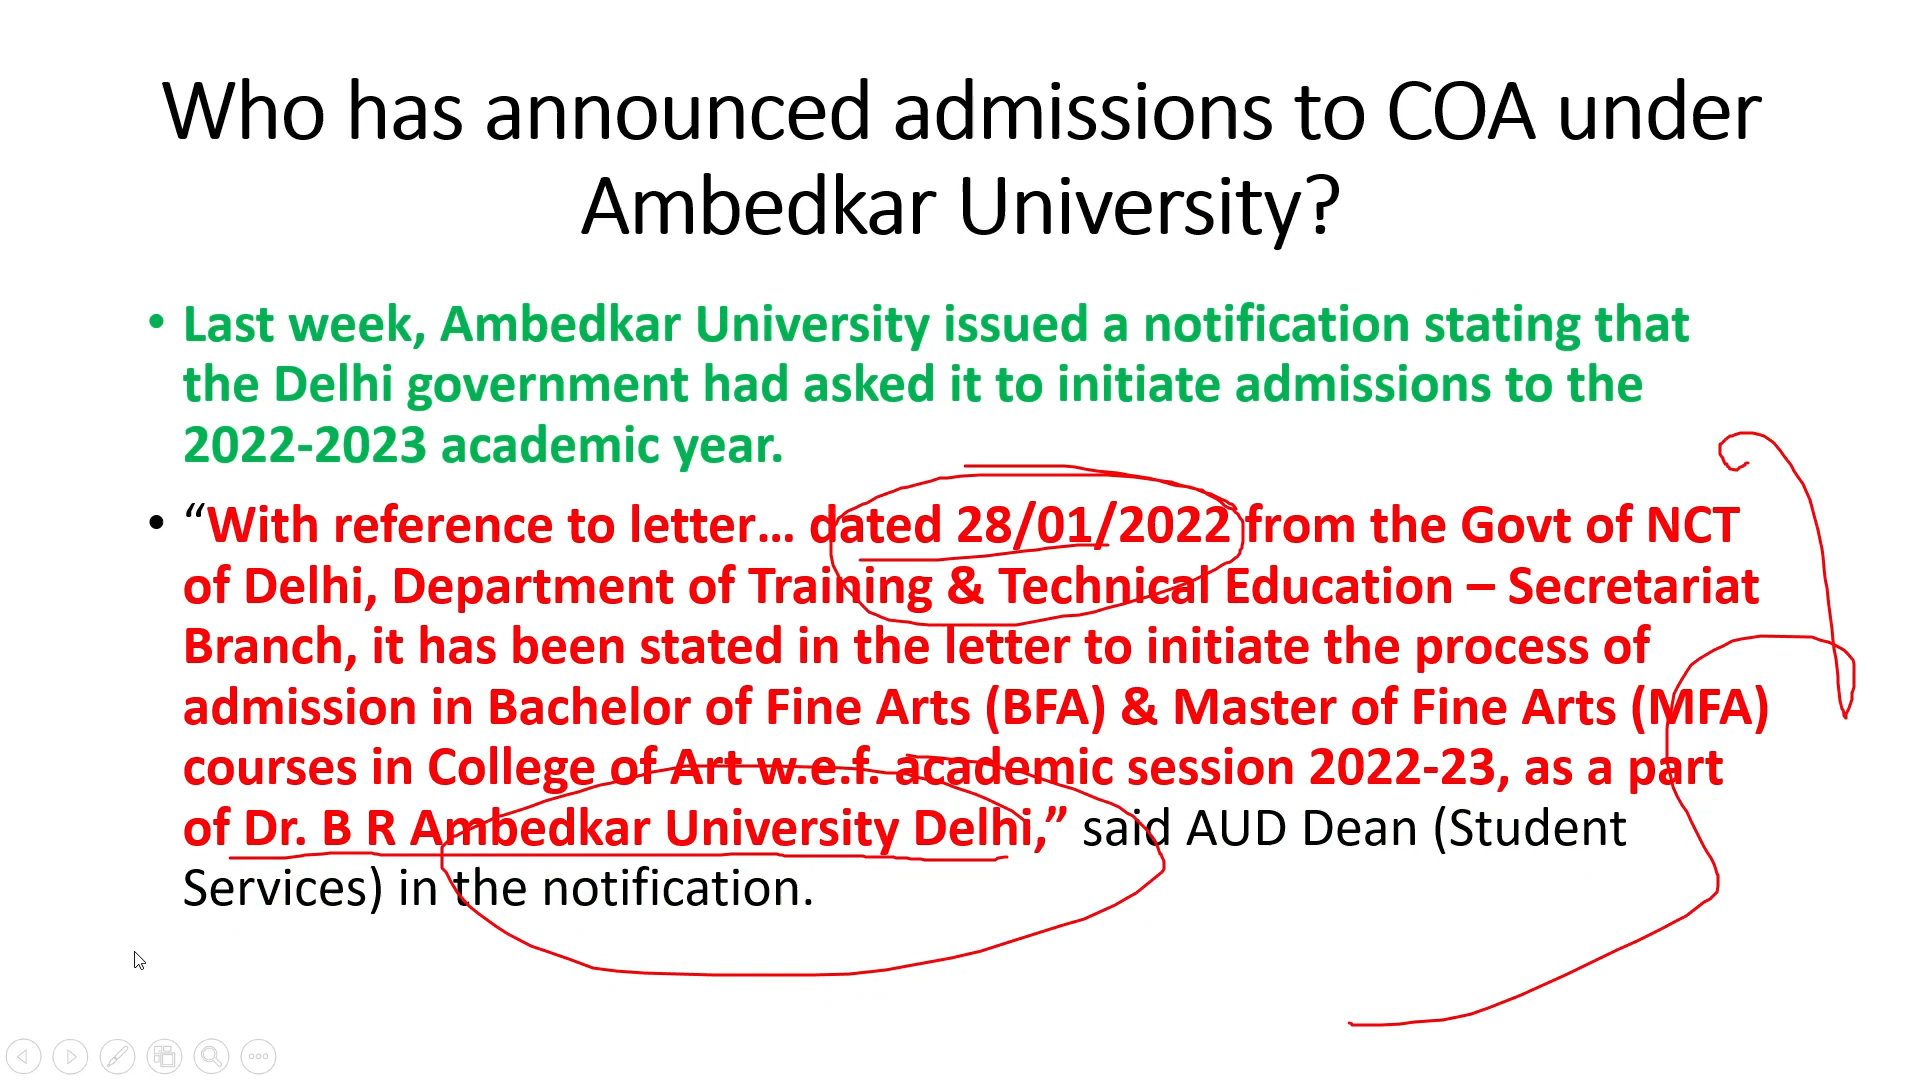 Who has announced admissions to COA under
Ambedkar University?
• Last week, Ambedkar University issued a notification stating that
the Delhi government had asked it to initiate admissions to the
2022-2023 academic year.
• “With reference to letter… dated 28/01/2022 from the Govt of NCT
of Delhi, Department of Training & Technical Education – Secretariat
Branch, it has been stated in the letter to initiate the process of
admission in Bachelor of Fine Arts (BFA) & Master of Fine Arts (MFA)
courses in College of Art w.e.f. academic session 2022-23, as a part
of Dr. B R Ambedkar University Delhi,” said AUD Dean (Student
Services) in the notification.